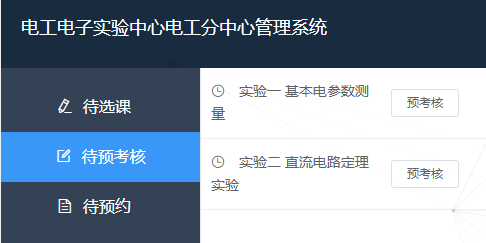 电工电子实验中心电工分中心管理系统
待选课
待预考核
待预约
实验一 基本电参数测
量
预考核
实验二 直流电路定理
实验
预考核